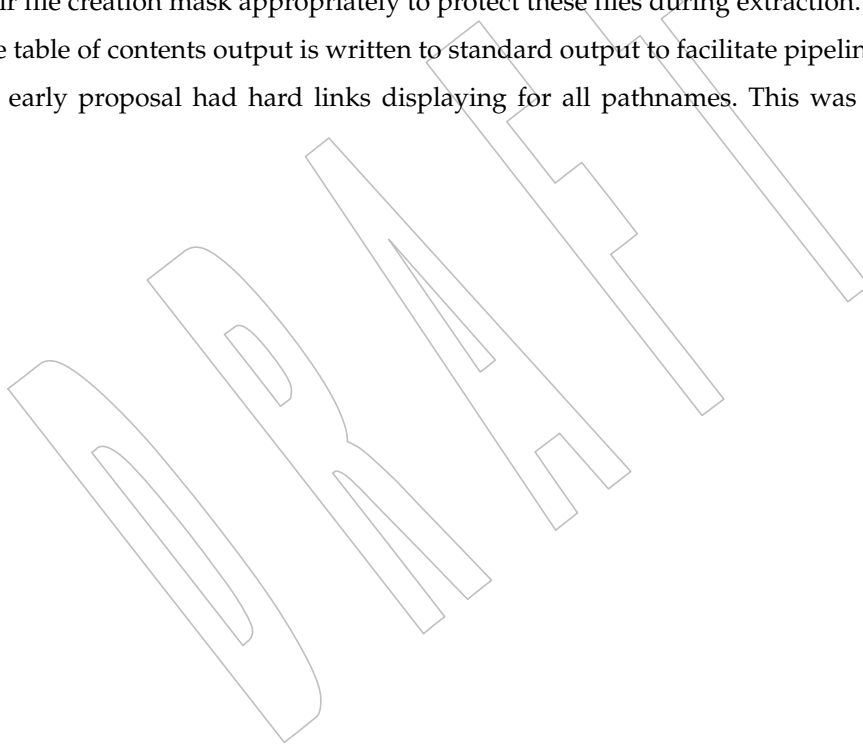 ir file creation mask appropriately to protect these files during extraction.
e table of contents output is written to standard output to facilitate pipelin
early proposal had hard links displaying for all pathnames. This was
DRAFT